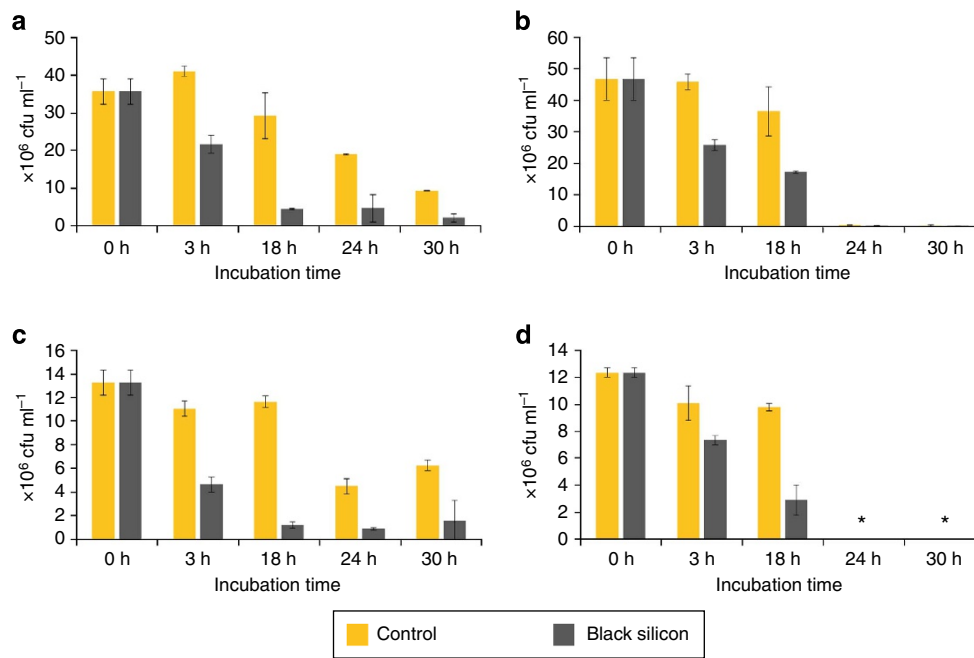 a
50
40
30
20
10
0
×10⁶ cfu ml⁻¹
0 h 3 h 18 h 24 h 30 h
Incubation time
b
60
50
40
30
20
10
0
×10⁶ cfu ml⁻¹
0 h 3 h 18 h 24 h 30 h
Incubation time
c
16
14
12
10
8
6
4
2
0
×10⁶ cfu ml⁻¹
0 h 3 h 18 h 24 h 30 h
Incubation time
d
14
12
10
8
6
4
2
0
×10⁶ cfu ml⁻¹
* *
0 h 3 h 18 h 24 h 30 h
Incubation time
Control Black silicon